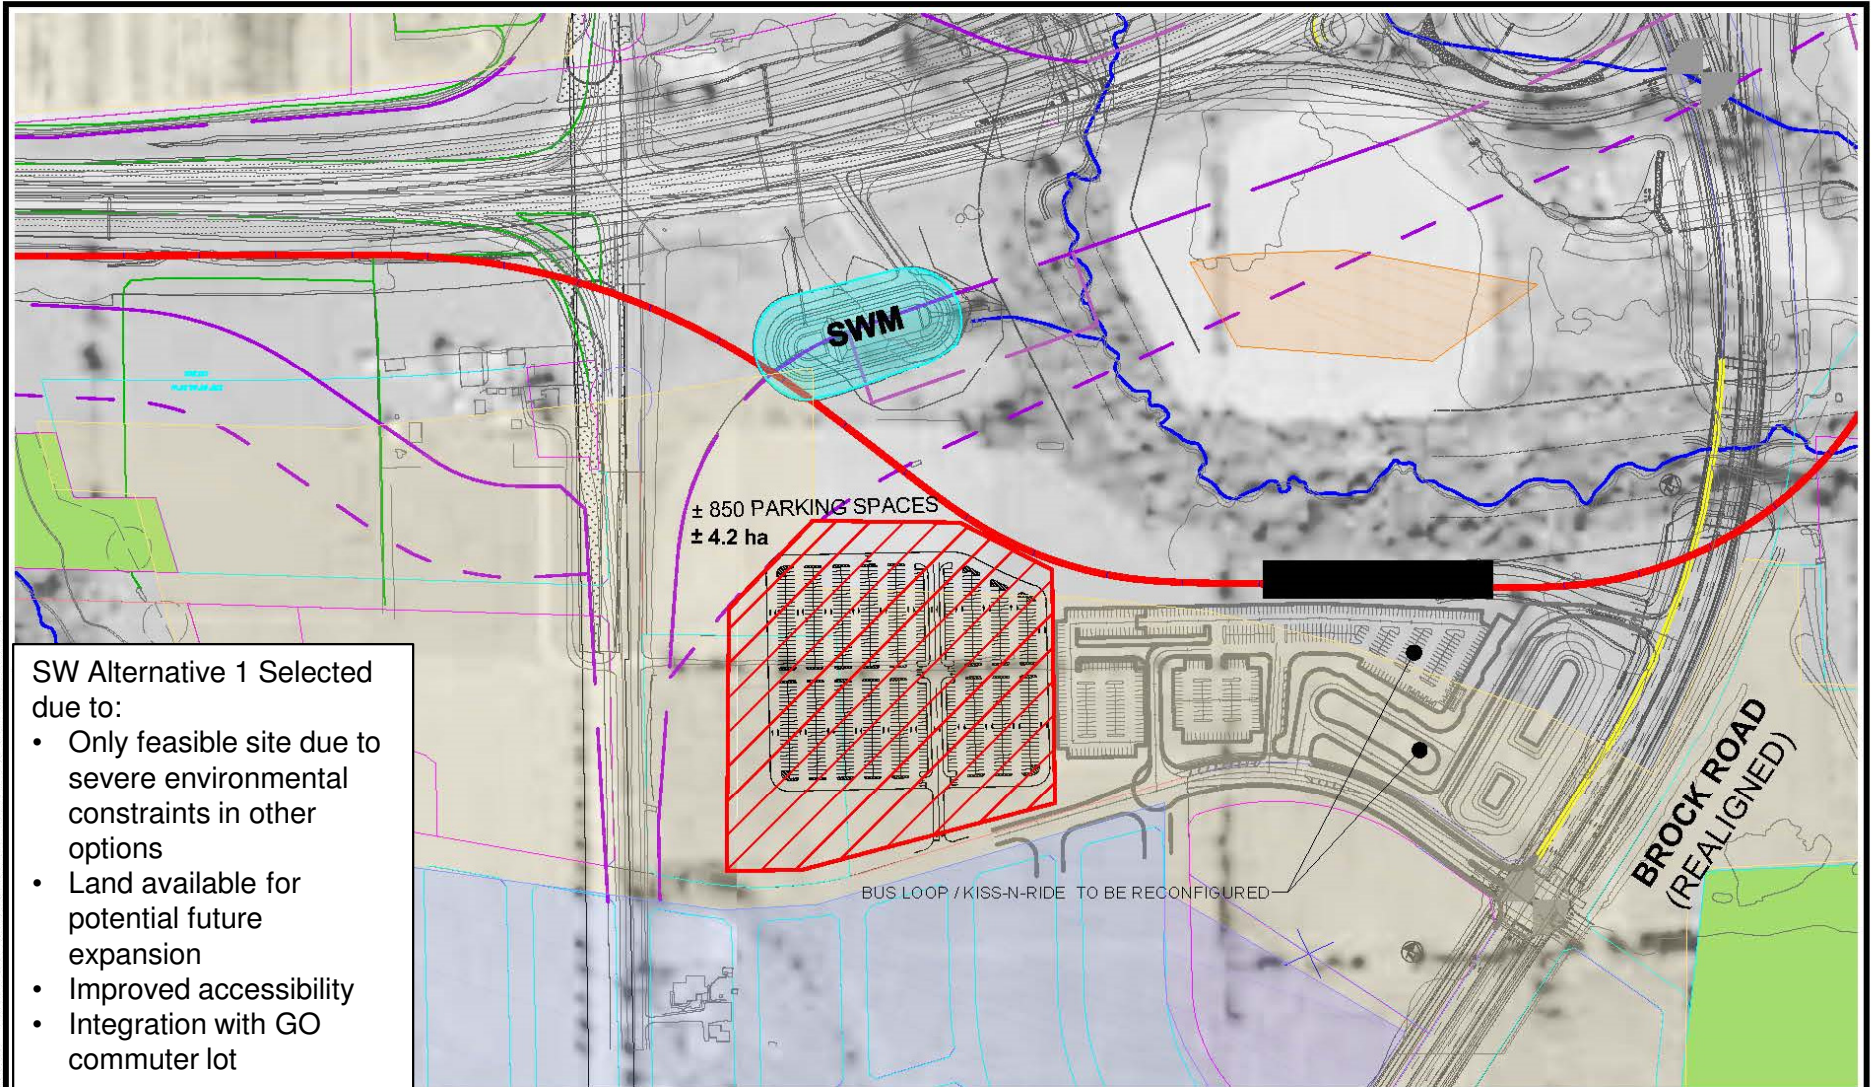 SWM
± 850 PARKING SPACES
± 4.2 ha
SW Alternative 1 Selected
due to:
• Only feasible site due to
severe environmental
constraints in other
options
• Land available for
potential future
expansion
• Improved accessibility
• Integration with GO
commuter lot
BUS LOOP / KISS-N-RIDE TO BE RECONFIGURED
BROCK ROAD
(REALIGNED)